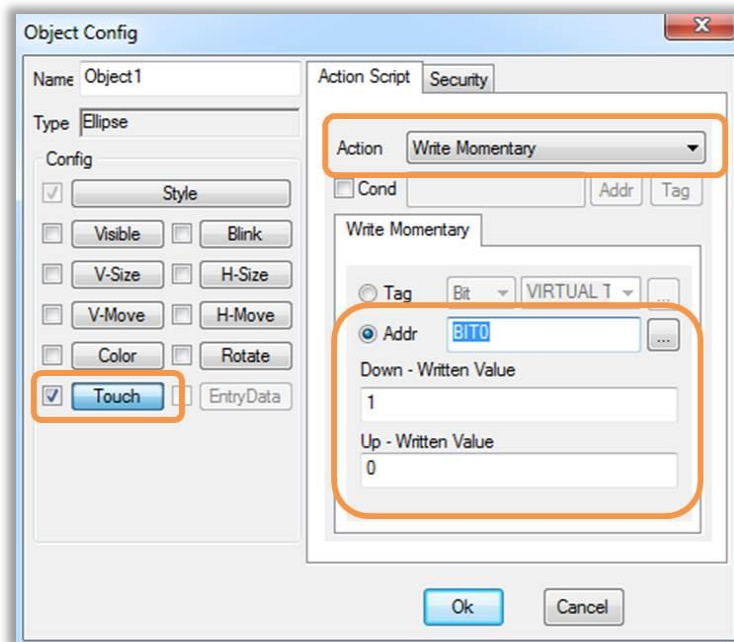 Object Config
Name Object1
Type Ellipse
Config
Style
Visible Blink
V-Size H-Size
V-Move H-Move
Color Rotate
Touch EntryData
Action Script Security
Action Write Momentary
Cond Addr Tag
Write Momentary
Tag Bit VIRTUAL T ...
Addr BIT0 ...
Down - Written Value
1
Up - Written Value
0
Ok Cancel